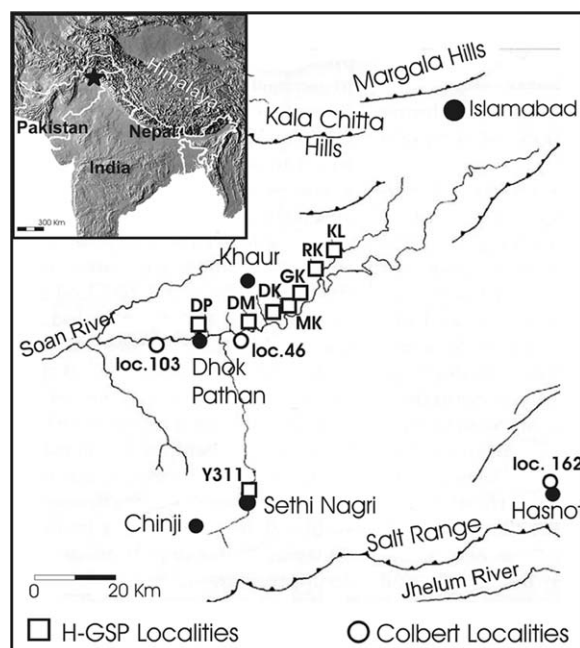 Himalaya
Pakistan
Nepal
India
300 Km
Margala Hills
Islamabad
Kala Chitta
Hills
KL
RK
Khaur
GK
DK
DP
DM
MK
Soan River
loc.103
loc.46
Dhok
Pathan
Y311
loc. 162
Sethi Nagri
Hasnot
Chinji
Salt Range
Jhelum River
0 20 Km
H-GSP Localities
Colbert Localities